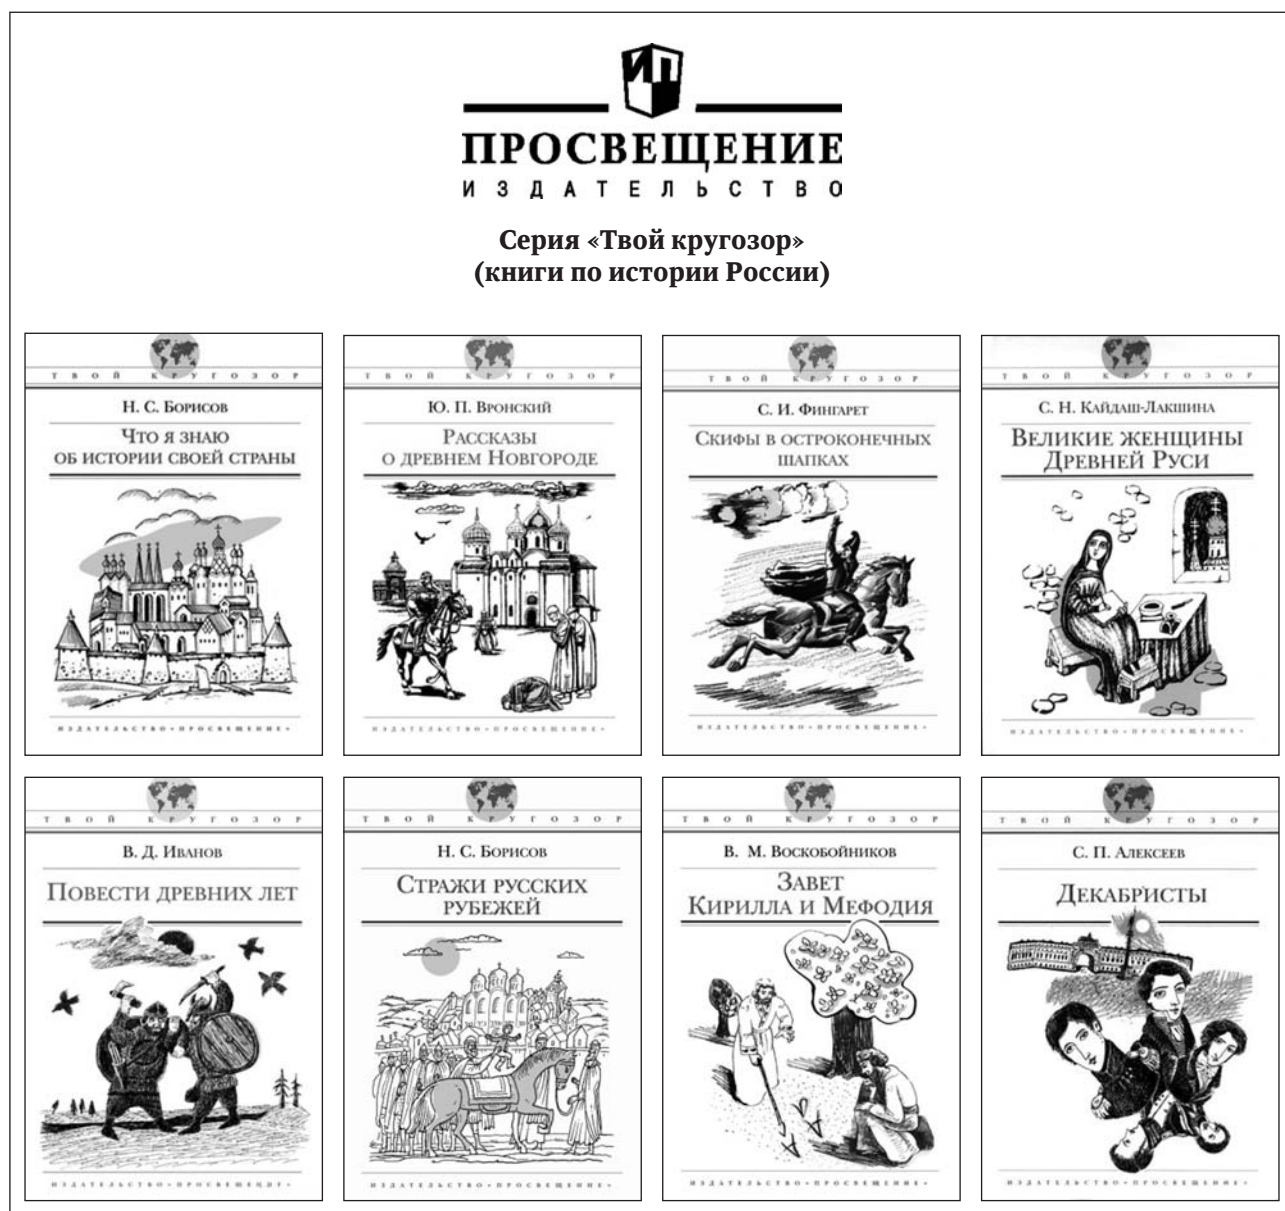 ИП
ПРОСВЕЩЕНИЕ
ИЗДАТЕЛЬСТВО
Серия «Твой кругозор»
(книги по истории России)
ТВОЙ КРУГОЗОР
Н. С. Борисов
Что я знаю
об истории своей страны
ИЗДАТЕЛЬСТВО «ПРОСВЕЩЕНИЕ»
ТВОЙ КРУГОЗОР
Ю. П. Вронский
Рассказы
о древнем Новгороде
ИЗДАТЕЛЬСТВО «ПРОСВЕЩЕНИЕ»
ТВОЙ КРУГОЗОР
С. И. Фингарет
Скифы в остроконечных
шапках
ИЗДАТЕЛЬСТВО «ПРОСВЕЩЕНИЕ»
ТВОЙ КРУГОЗОР
С. Н. Кайдаш-Лакшина
Великие женщины
Древней Руси
ИЗДАТЕЛЬСТВО «ПРОСВЕЩЕНИЕ»
ТВОЙ КРУГОЗОР
В. Д. Иванов
Повести древних лет
ИЗДАТЕЛЬСТВО «ПРОСВЕЩЕНИЕ»
ТВОЙ КРУГОЗОР
Н. С. Борисов
Стражи русских
рубежей
ИЗДАТЕЛЬСТВО «ПРОСВЕЩЕНИЕ»
ТВОЙ КРУГОЗОР
В. М. Воскобойников
Завет
Кирилла и Мефодия
ИЗДАТЕЛЬСТВО «ПРОСВЕЩЕНИЕ»
ТВОЙ КРУГОЗОР
С. П. Алексеев
Декабристы
ИЗДАТЕЛЬСТВО «ПРОСВЕЩЕНИЕ»